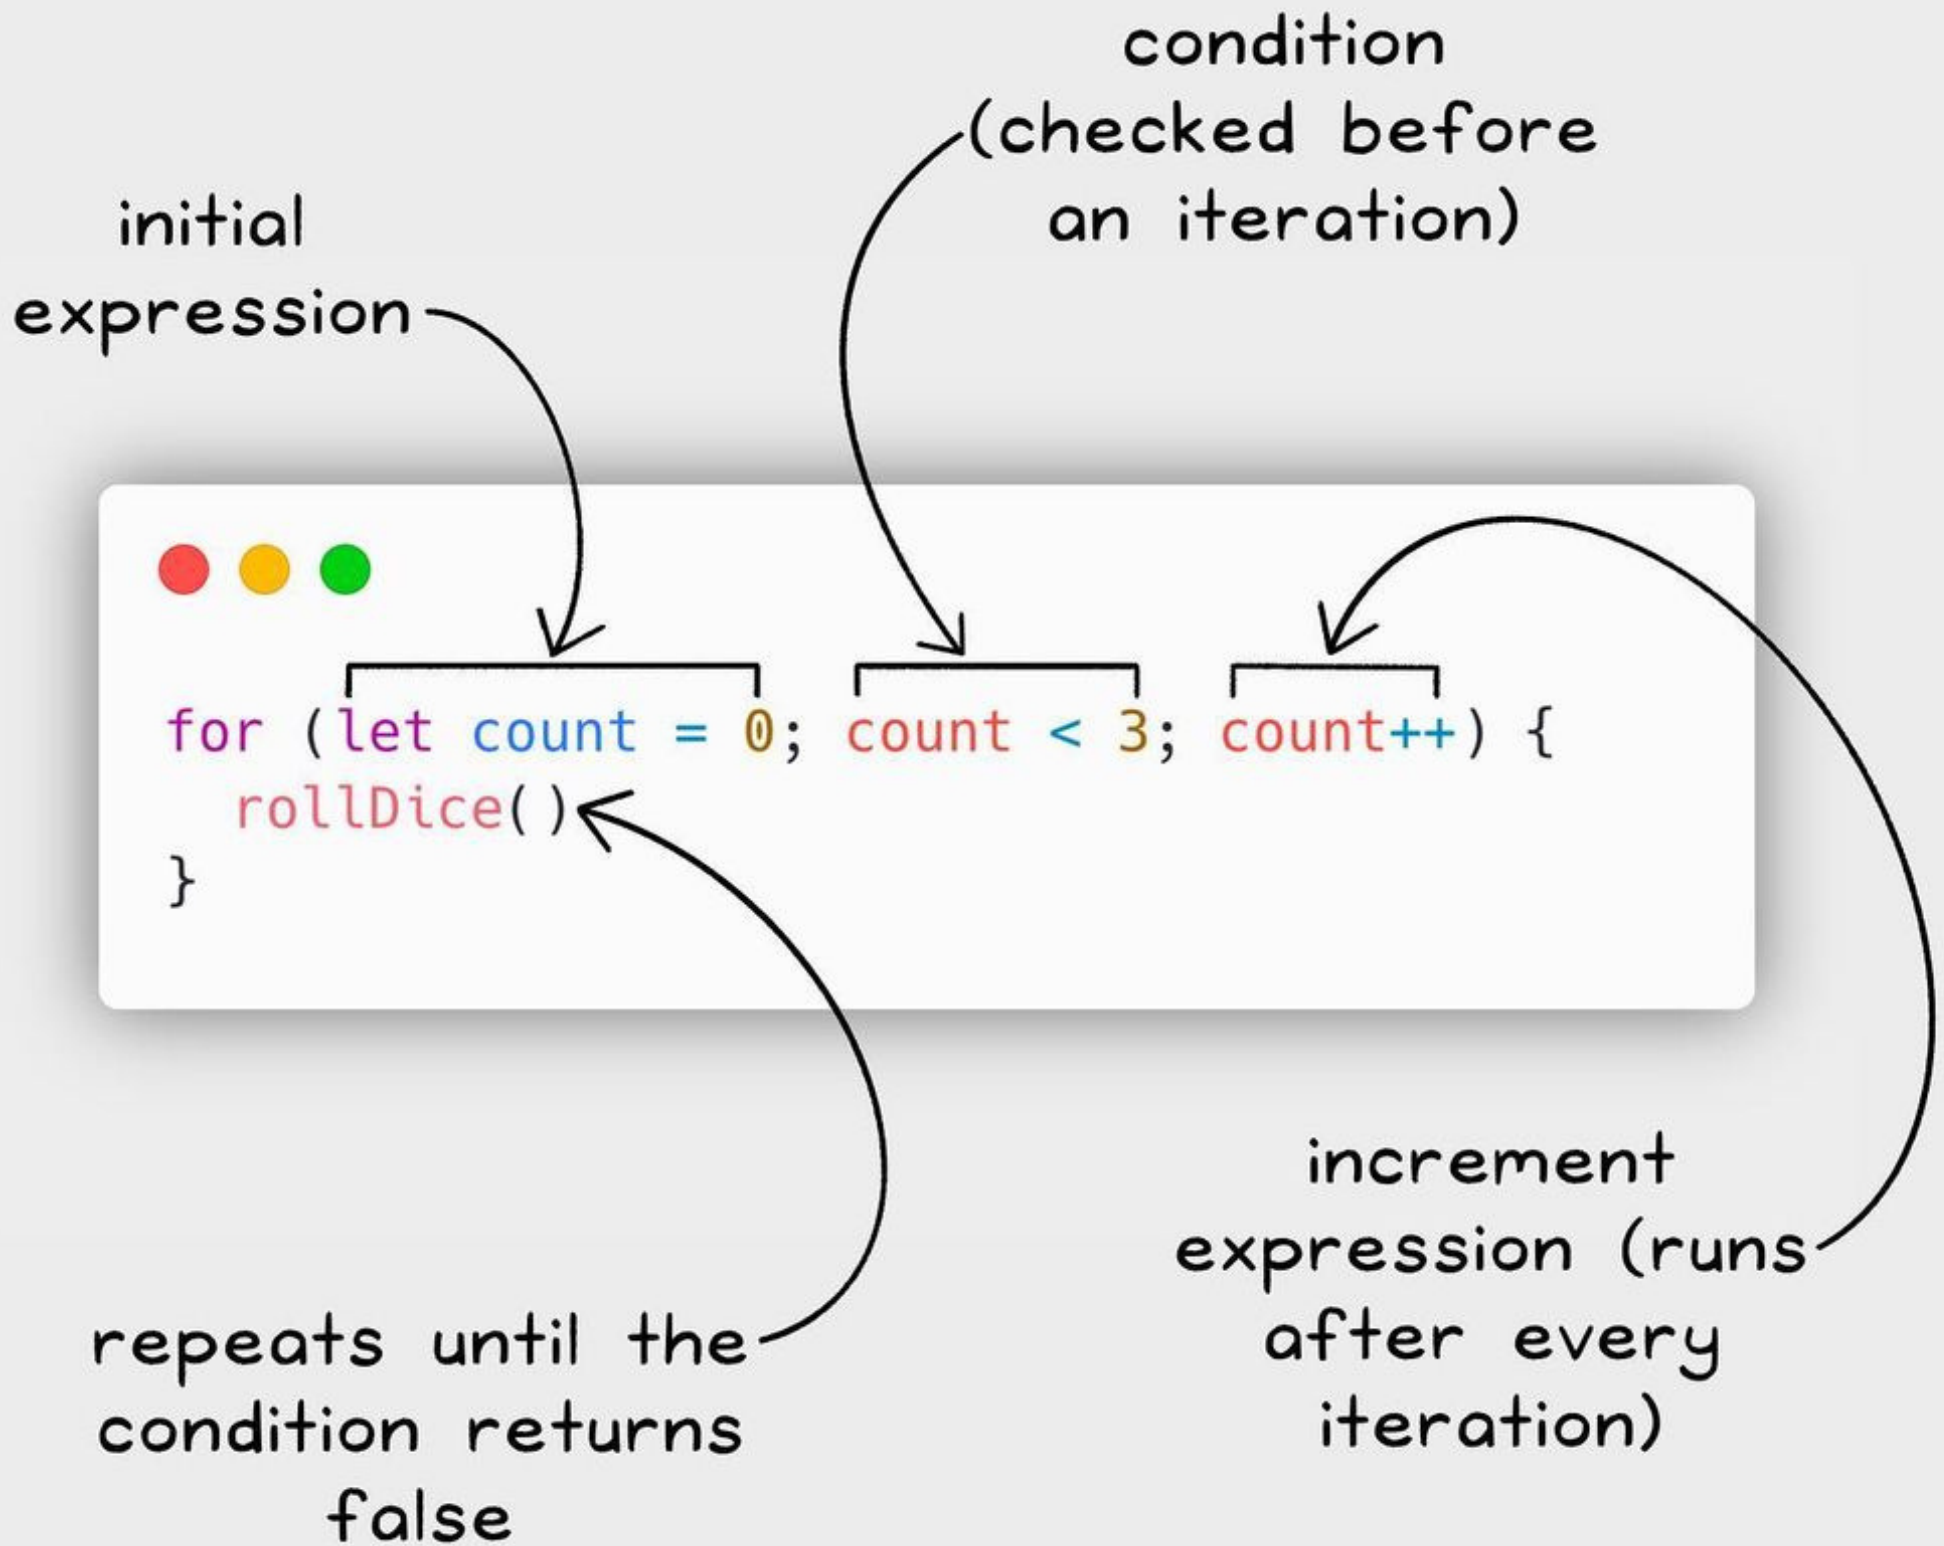 condition
(checked before
an iteration)
initial
expression
for (let count = 0; count < 3; count++) {
  rollDice()
}
increment
expression (runs
after every
iteration)
repeats until the
condition returns
false